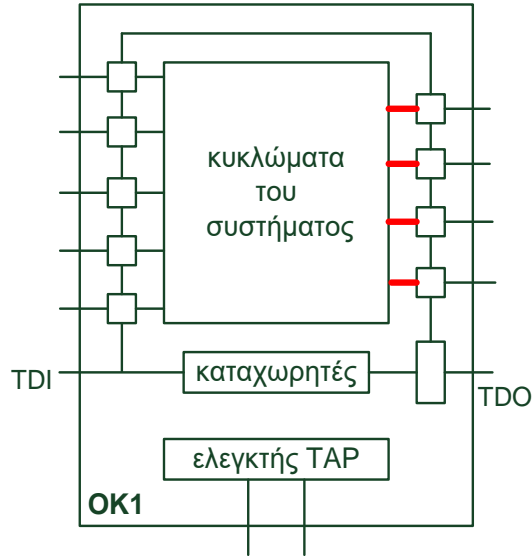 κυκλώματα
του
συστήματος
TDI
καταχωρητές
TDO
ελεγκτής TAP
OK1